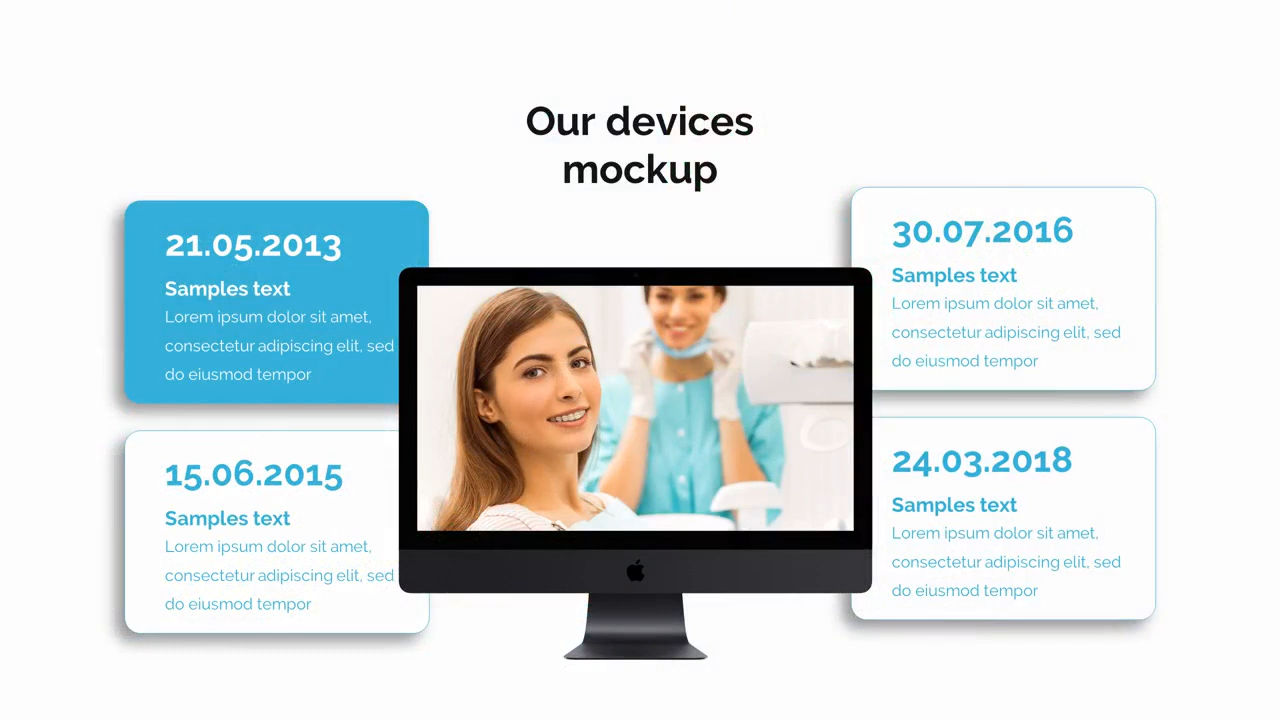 Our devices
mockup
21.05.2013
Samples text
Lorem ipsum dolor sit amet,
consectetur adipiscing elit, sed
do eiusmod tempor
15.06.2015
Samples text
Lorem ipsum dolor sit amet,
consectetur adipiscing elit, sed
do eiusmod tempor
30.07.2016
Samples text
Lorem ipsum dolor sit amet,
consectetur adipiscing elit, sed
do eiusmod tempor
24.03.2018
Samples text
Lorem ipsum dolor sit amet,
consectetur adipiscing elit, sed
do eiusmod tempor